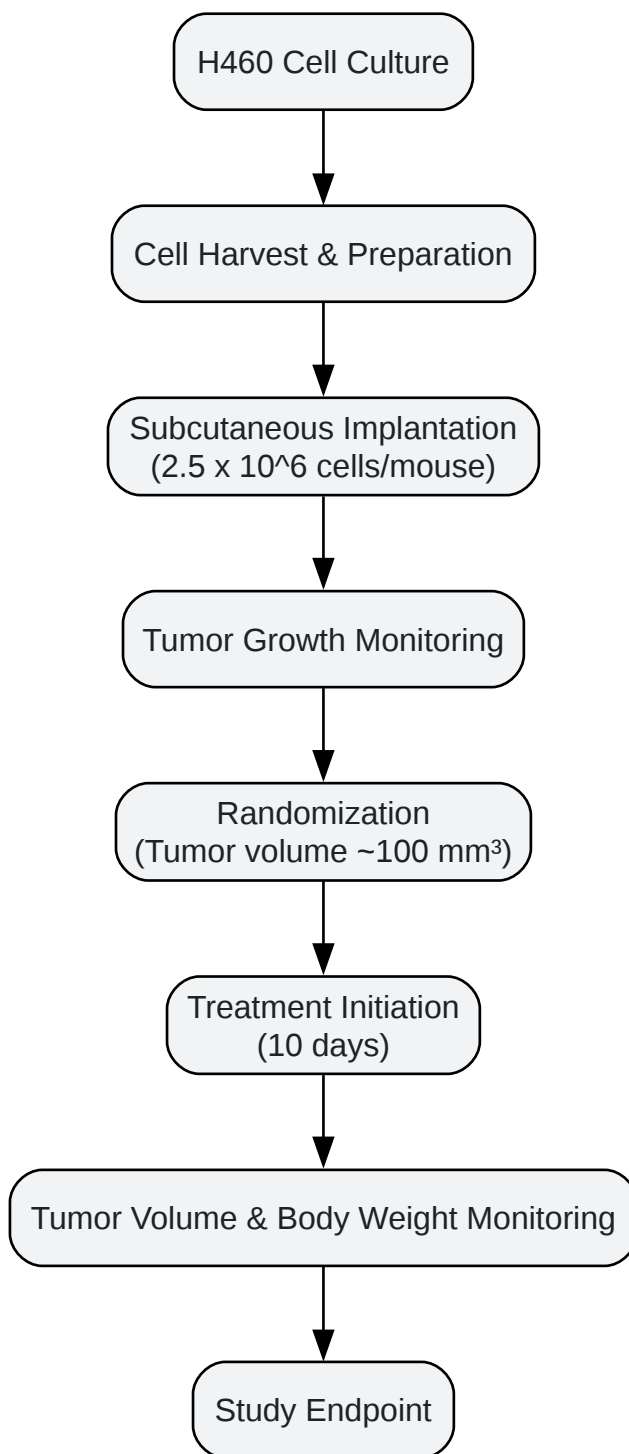 H460 Cell Culture
Cell Harvest & Preparation
Subcutaneous Implantation
(2.5 x 10^6 cells/mouse)
Tumor Growth Monitoring
Randomization
(Tumor volume ~100 mm³)
Treatment Initiation
(10 days)
Tumor Volume & Body Weight Monitoring
Study Endpoint